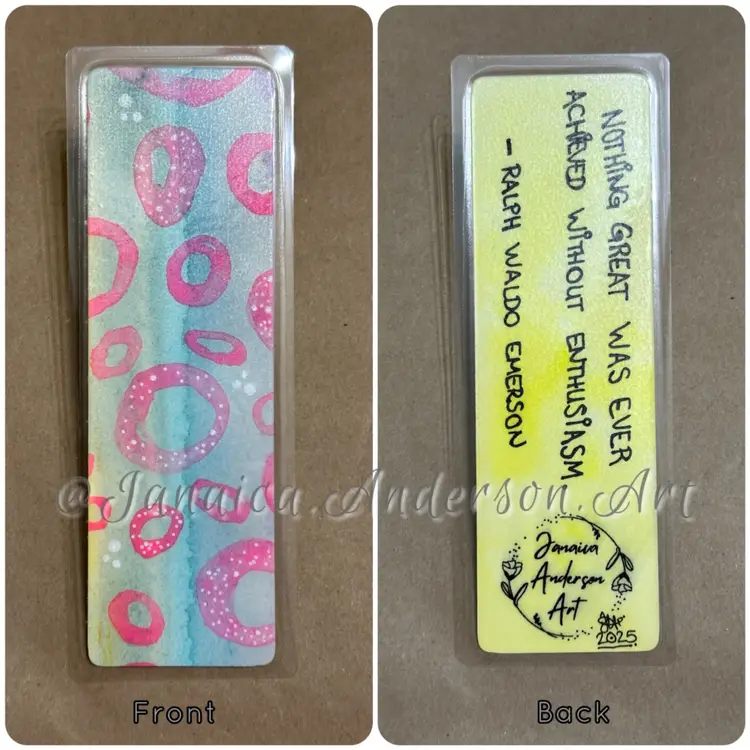 NOTHING GREAT WAS EVER
ACHIEVED WITHOUT ENTHUSIASM
— RALPH WALDO EMERSON
@Janaica.Anderson.Art
Janaica
Anderson
Art
2025
Front
Back